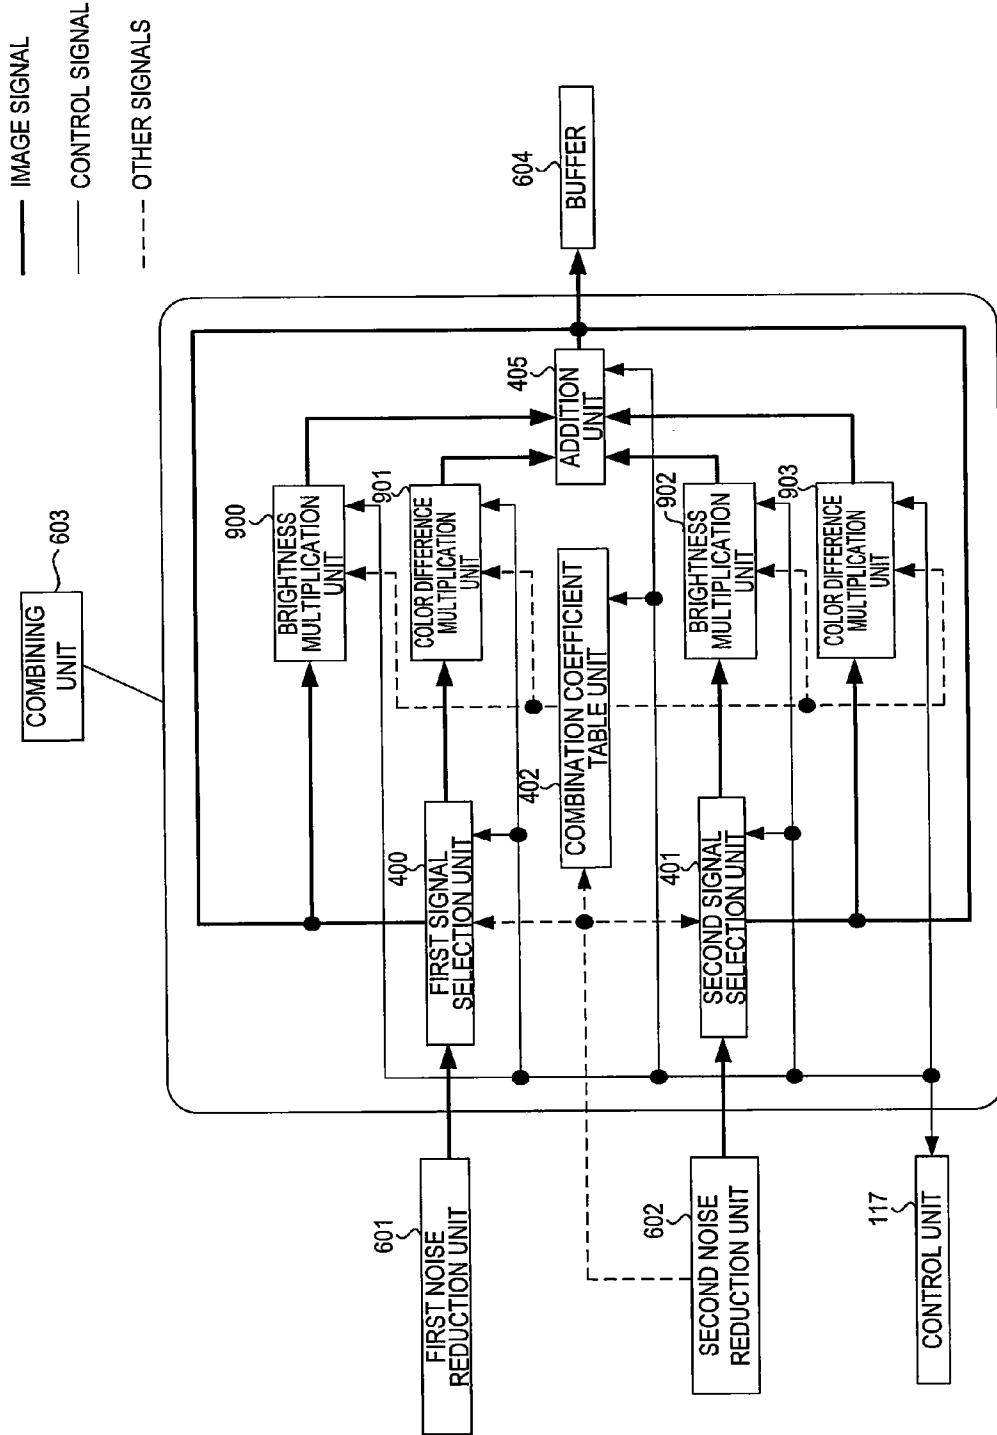 IMAGE SIGNAL
CONTROL SIGNAL
OTHER SIGNALS
COMBINING
UNIT
603
601
FIRST NOISE
REDUCTION UNIT
602
SECOND NOISE
REDUCTION UNIT
117
CONTROL UNIT
400
FIRST SIGNAL
SELECTION UNIT
401
SECOND SIGNAL
SELECTION UNIT
402
COMBINATION COEFFICIENT
TABLE UNIT
900
BRIGHTNESS
MULTIPLICATION
UNIT
901
COLOR DIFFERENCE
MULTIPLICATION
UNIT
902
BRIGHTNESS
MULTIPLICATION
UNIT
903
COLOR DIFFERENCE
MULTIPLICATION
UNIT
405
ADDITION
UNIT
604
BUFFER